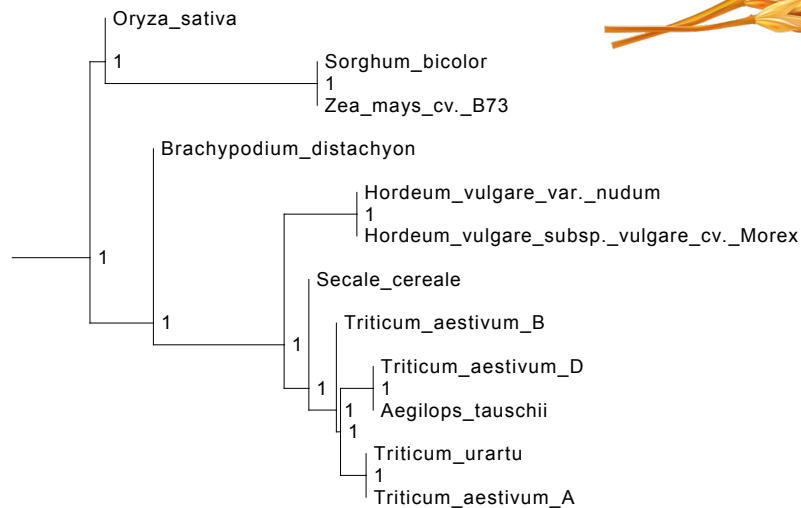 Oryza_sativa
1
Sorghum_bicolor
1
Zea_mays_cv._B73
Brachypodium_distachyon
Hordeum_vulgare_var._nudum
1
Hordeum_vulgare_subsp._vulgare_cv._Morex
1
Secale_cereale
1
Triticum_aestivum_B
1
Triticum_aestivum_D
1
1
Aegilops_tauschii
1
1
Triticum_urartu
1
Triticum_aestivum_A